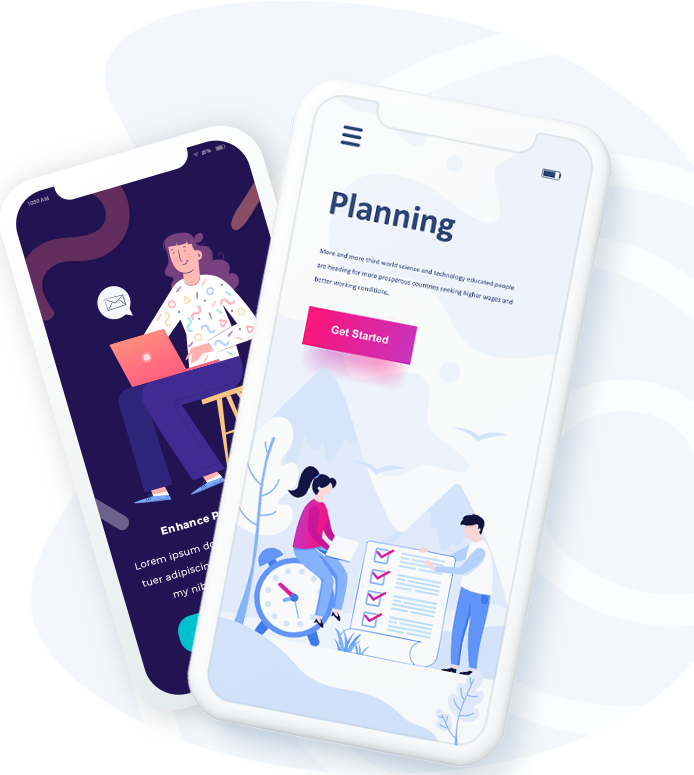 10:30 AM
Enhance P
Lorem ipsum do
tuer adipiscin
my nib
Planning
More and more third world science and technology educated people
are heading for more prosperous countries seeking higher wages and
better working conditions.
Get Started